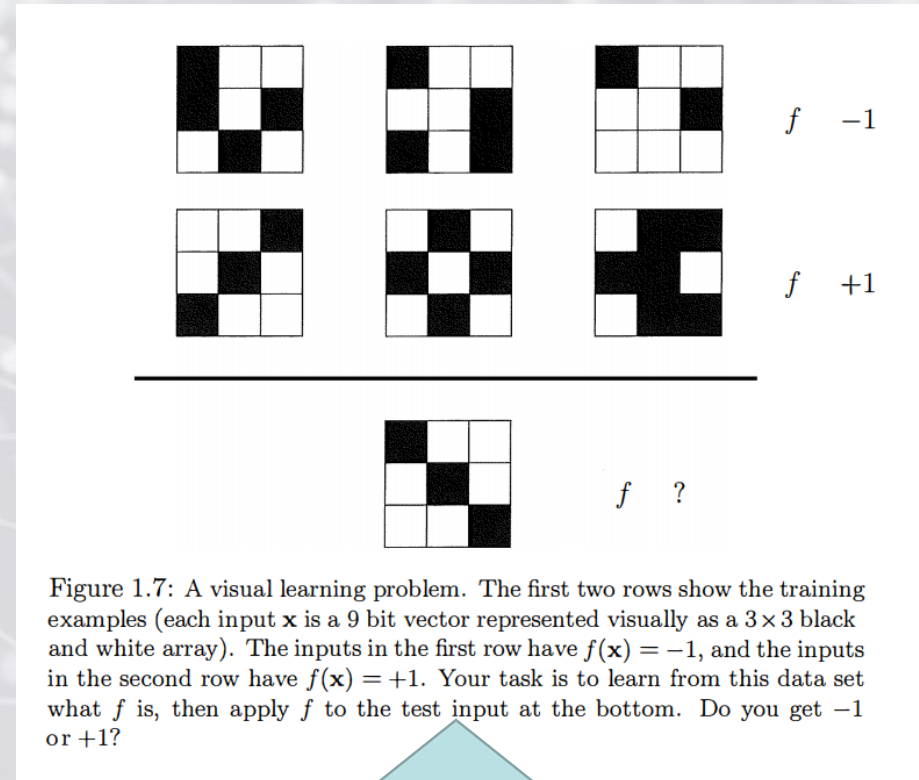 f −1
f +1
f ?
Figure 1.7: A visual learning problem. The first two rows show the training
examples (each input x is a 9 bit vector represented visually as a 3×3 black
and white array). The inputs in the first row have f(x) = −1, and the inputs
in the second row have f(x) = +1. Your task is to learn from this data set
what f is, then apply f to the test input at the bottom. Do you get −1
or +1?